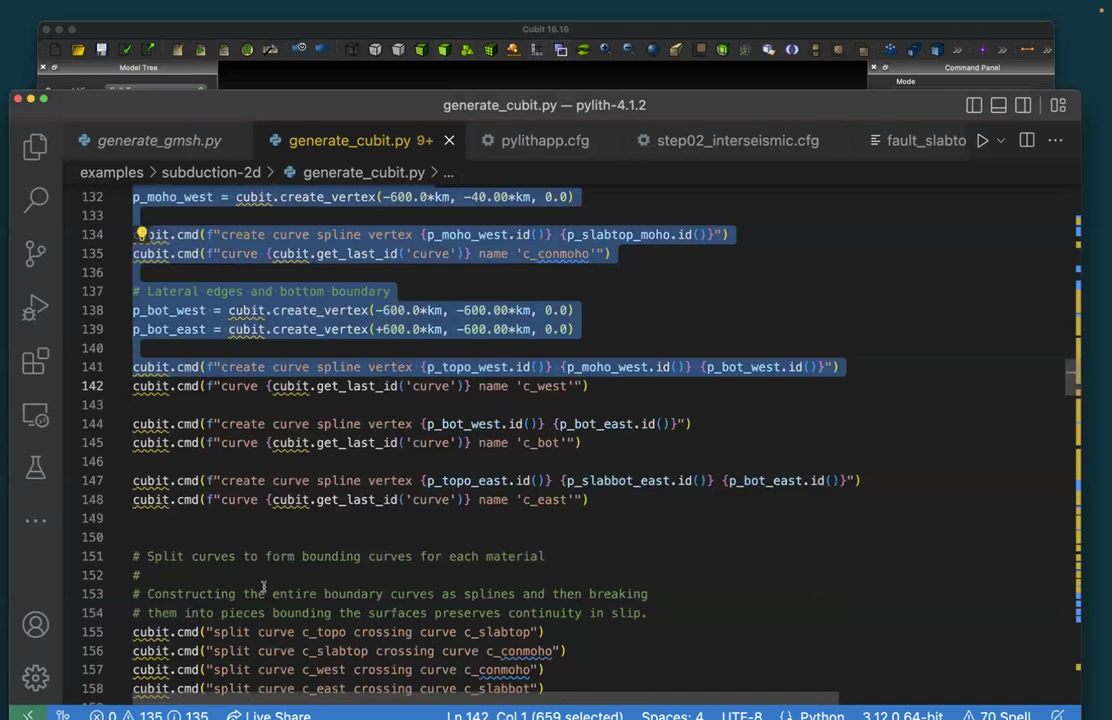 Cubit 16.16
Model Tree
Command Panel
Mode
generate_cubit.py — pylith-4.1.2
generate_gmsh.py
generate_cubit.py 9+
pylithapp.cfg
step02_interseismic.cfg
fault_slabto
examples > subduction-2d > generate_cubit.py > ...
132 p_moho_west = cubit.create_vertex(-600.0*km, -40.00*km, 0.0)
133
134 bit.cmd(f"create curve spline vertex {p_moho_west.id()} {p_slabtop_moho.id()}")
135 cubit.cmd(f"curve {cubit.get_last_id('curve')} name 'c_conmoho'")
136
137 # Lateral edges and bottom boundary
138 p_bot_west = cubit.create_vertex(-600.0*km, -600.00*km, 0.0)
139 p_bot_east = cubit.create_vertex(+600.0*km, -600.00*km, 0.0)
140
141 cubit.cmd(f"create curve spline vertex {p_topo_west.id()} {p_moho_west.id()} {p_bot_west.id()}")
142 cubit.cmd(f"curve {cubit.get_last_id('curve')} name 'c_west'")
143
144 cubit.cmd(f"create curve spline vertex {p_bot_west.id()} {p_bot_east.id()}")
145 cubit.cmd(f"curve {cubit.get_last_id('curve')} name 'c_bot'")
146
147 cubit.cmd(f"create curve spline vertex {p_topo_east.id()} {p_slabbot_east.id()} {p_bot_east.id()}")
148 cubit.cmd(f"curve {cubit.get_last_id('curve')} name 'c_east'")
149
150
151 # Split curves to form bounding curves for each material
152 #
153 # Constructing the entire boundary curves as splines and then breaking
154 # them into pieces bounding the surfaces preserves continuity in slip.
155 cubit.cmd("split curve c_topo crossing curve c_slabtop")
156 cubit.cmd("split curve c_slabtop crossing curve c_conmoho")
157 cubit.cmd("split curve c_west crossing curve c_conmoho")
158 cubit.cmd("split curve c_east crossing curve c_slabbot")
0 135 135 Live Share Ln 142, Col 1 (659 selected) Spaces: 4 UTF-8 {} Python 3.12.0 64-bit 70 Spell